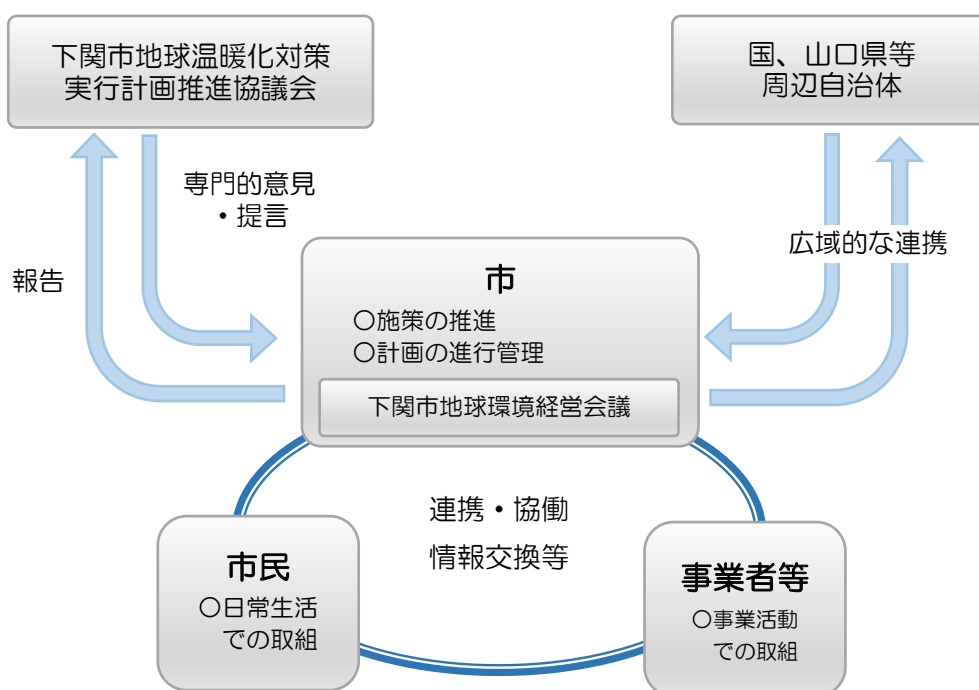 下関市地球温暖化対策
実行計画推進協議会
国、山口県等
周辺自治体
専門的意見
・提言
報告
広域的な連携
市
○施策の推進
○計画の進行管理
下関市地球環境経営会議
連携・協働
情報交換等
市民
○日常生活
での取組
事業者等
○事業活動
での取組